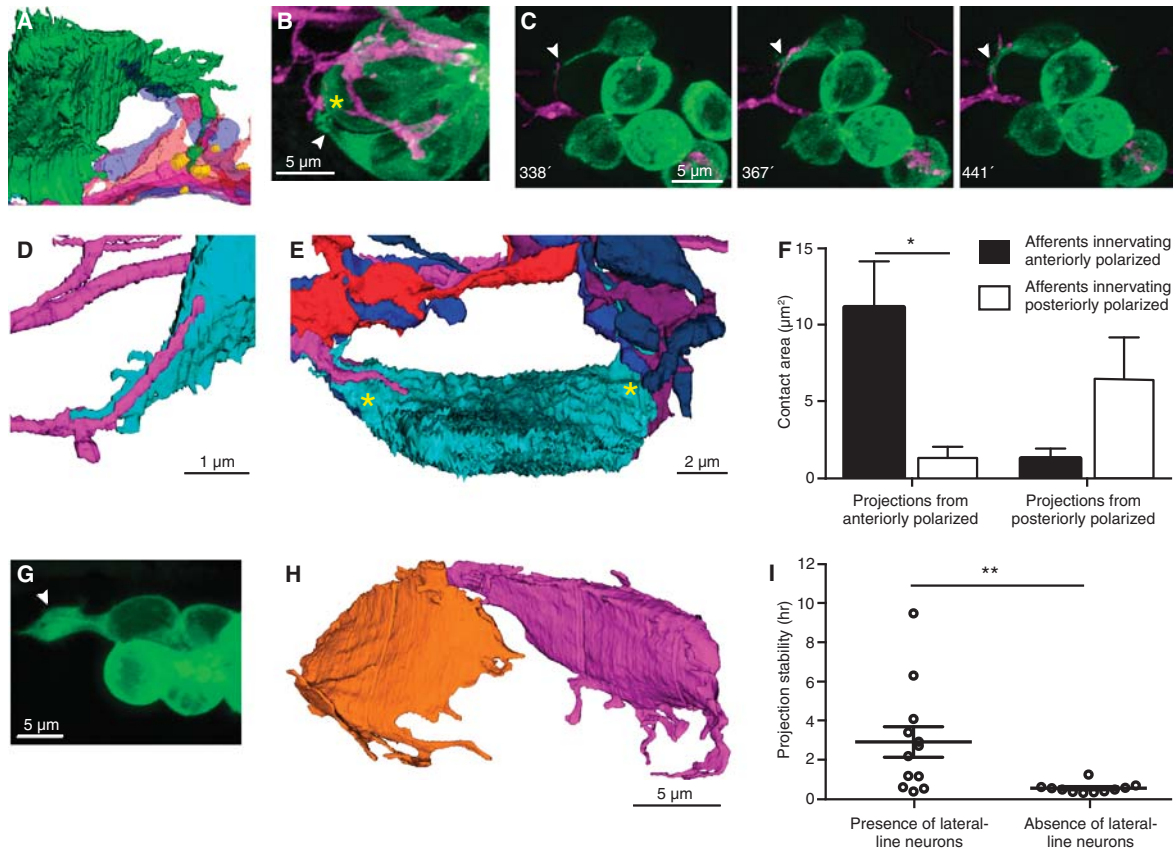 A
B
*
5 µm
C
338´
5 µm
367´
441´
D
1 µm
E
*
*
2 µm
F
Contact area (µm²)
15
10
5
0
*
Afferents innervating
anteriorly polarized
Afferents innervating
posteriorly polarized
Projections from
anteriorly polarized
Projections from
posteriorly polarized
G
5 µm
H
5 µm
I
Projection stability (hr)
12
10
8
6
4
2
0
**
Presence of lateral-
line neurons
Absence of lateral-
line neurons